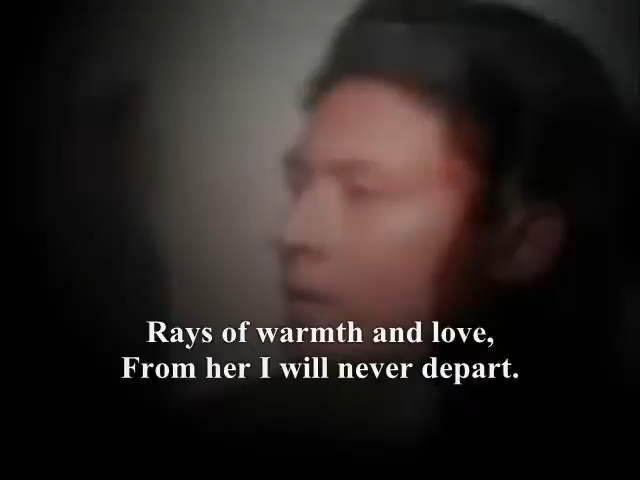 Rays of warmth and love,
From her I will never depart.